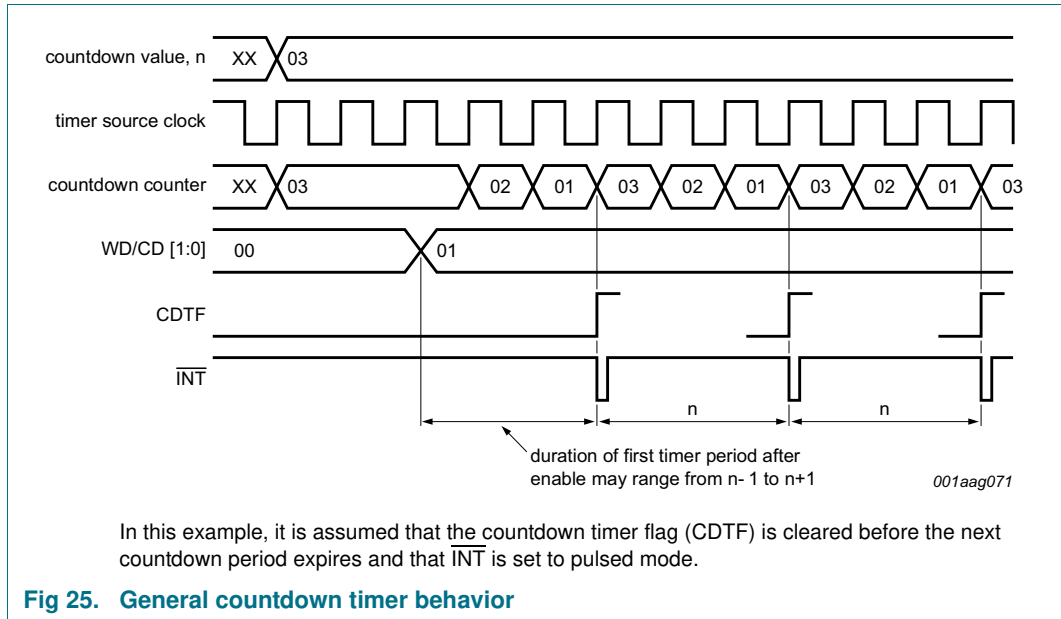 countdown value, n XX 03
timer source clock
countdown counter XX 03 02 01 03 02 01 03 02 01 03
WD/CD [1:0] 00 01
CDTF
INT
n n
duration of first timer period after
enable may range from n- 1 to n+1
001aag071
In this example, it is assumed that the countdown timer flag (CDTF) is cleared before the next
countdown period expires and that INT is set to pulsed mode.
Fig 25. General countdown timer behavior